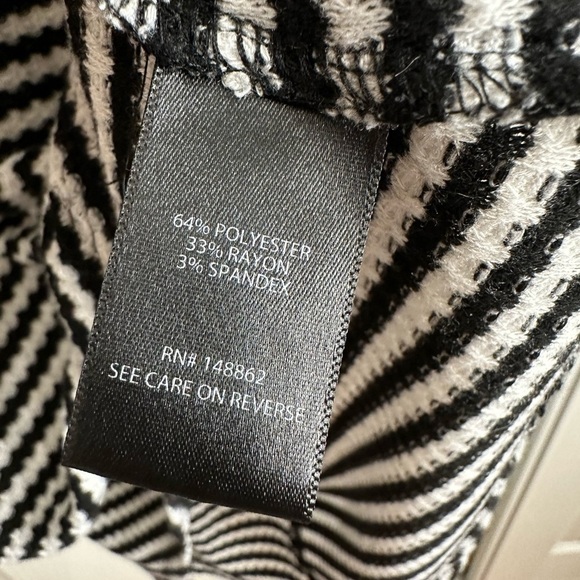 64% POLYESTER
33% RAYON
3% SPANDEX
RN# 148862
SEE CARE ON REVERSE